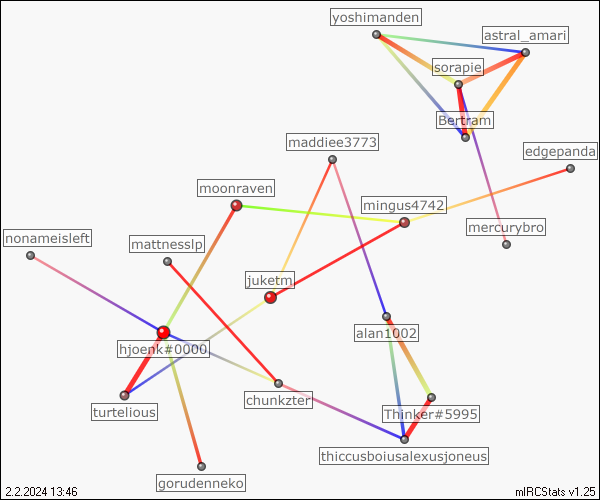 yoshimanden
astral_amari
sorapie
Bertram
maddiee3773
edgepanda
moonraven
mingus4742
mercurybro
nonameisleft
mattnesslp
juketm
alan1002
hjoenk#0000
chunkzter
turtelious
Thinker#5995
thiccusboiusalexusjoneus
gorudenneko
2.2.2024 13:46
mIRCStats v1.25